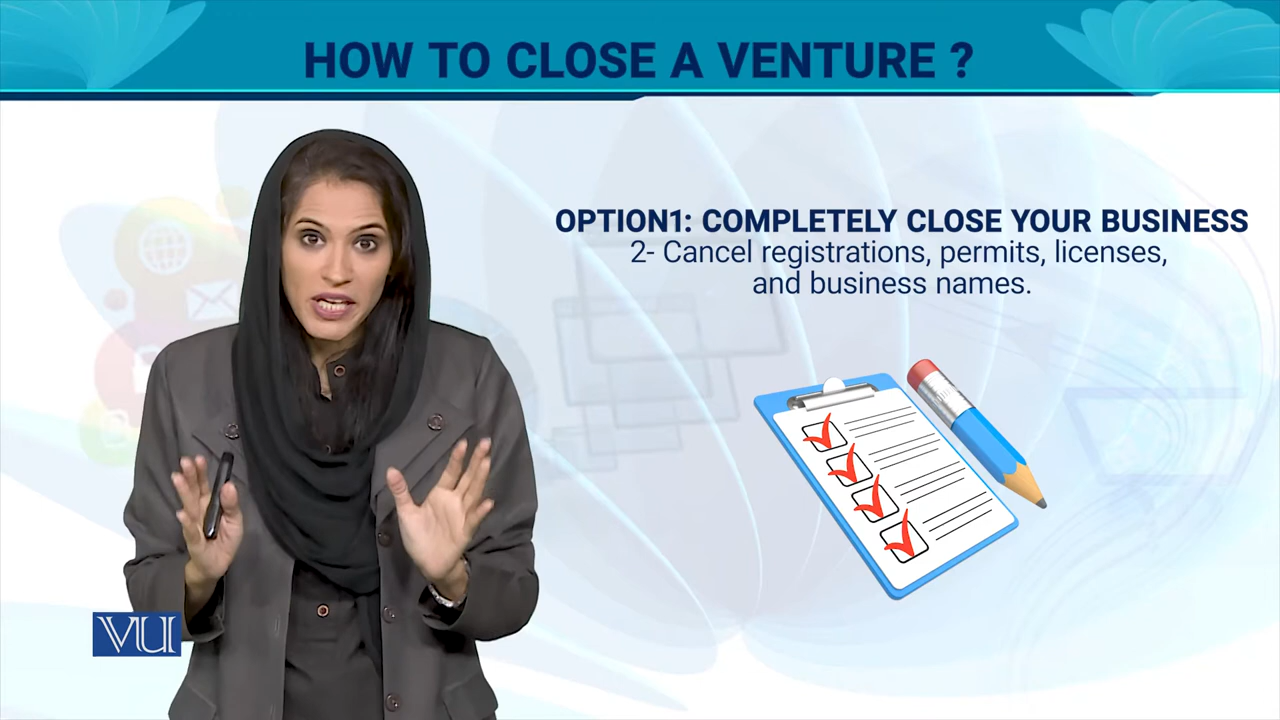 HOW TO CLOSE A VENTURE ?
OPTION1: COMPLETELY CLOSE YOUR BUSINESS
2- Cancel registrations, permits, licenses,
and business names.
VU